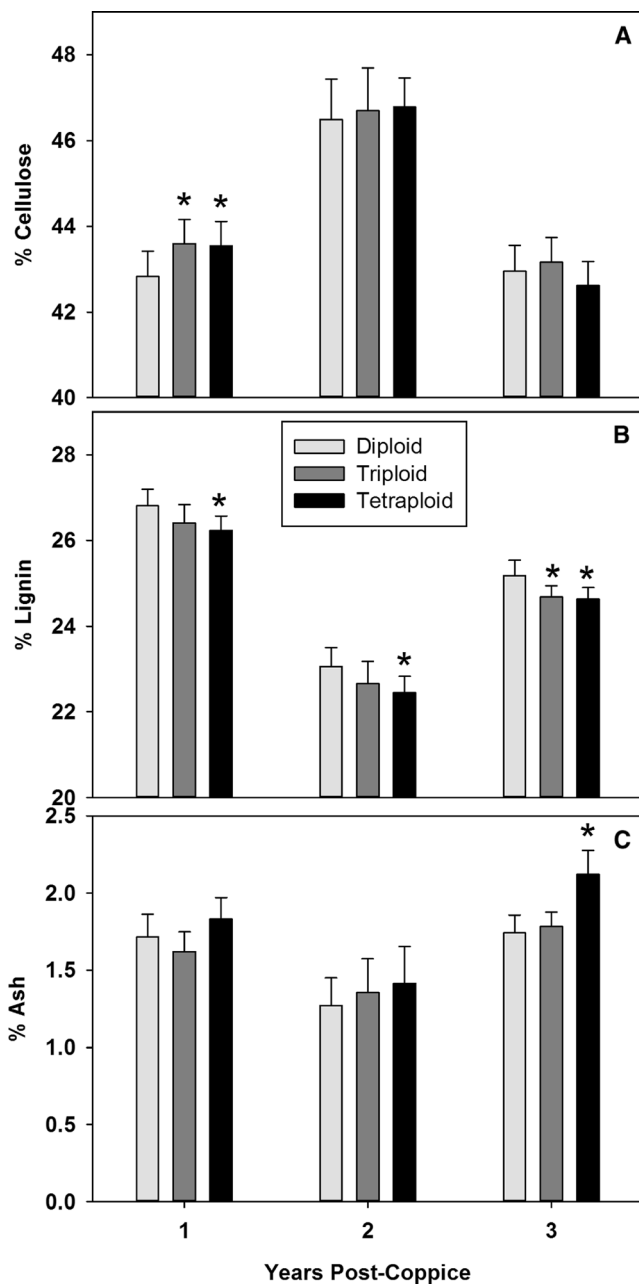 A
48
46
44
42
40
% Cellulose
* *
B
Diploid
Triploid
Tetraploid
28
26
24
22
20
% Lignin
*
*
* *
C
2.5
2.0
1.5
1.0
0.5
0.0
% Ash
*
1 2 3
Years Post-Coppice